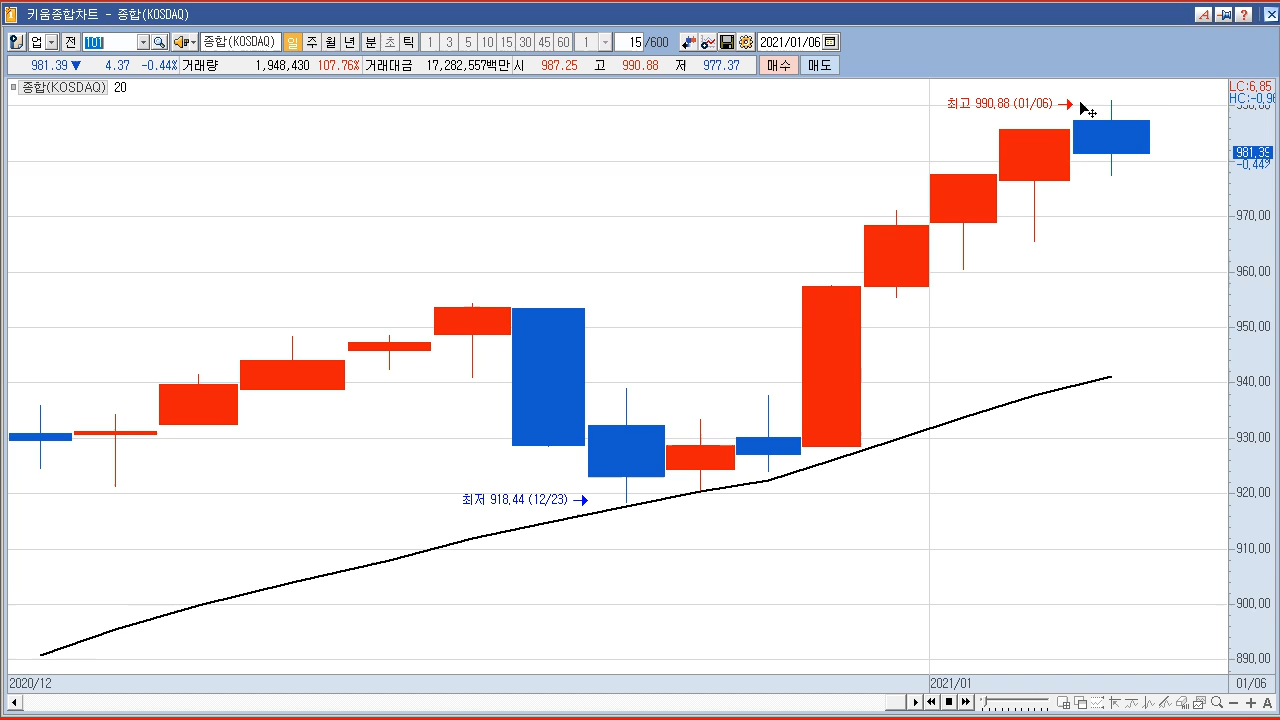 키움종합차트 - 종합(KOSDAQ)
업 전 101 종합(KOSDAQ) 일 주 월 년 분 초 틱 1 3 5 10 15 30 45 60 1 15 /600 2021/01/06
981.39 ▼ 4.37 -0.44% 거래량 1,948,430 107.76% 거래대금 17,282,557백만 시 987.25 고 990.88 저 977.37 매수 매도
종합(KOSDAQ) 20
LC:6,85
HC:-0,96
최고 990,88 (01/06)
981,39
-0,44%
970,00
960,00
950,00
940,00
930,00
최저 918,44 (12/23)
920,00
910,00
900,00
890,00
2020/12 2021/01 01/06